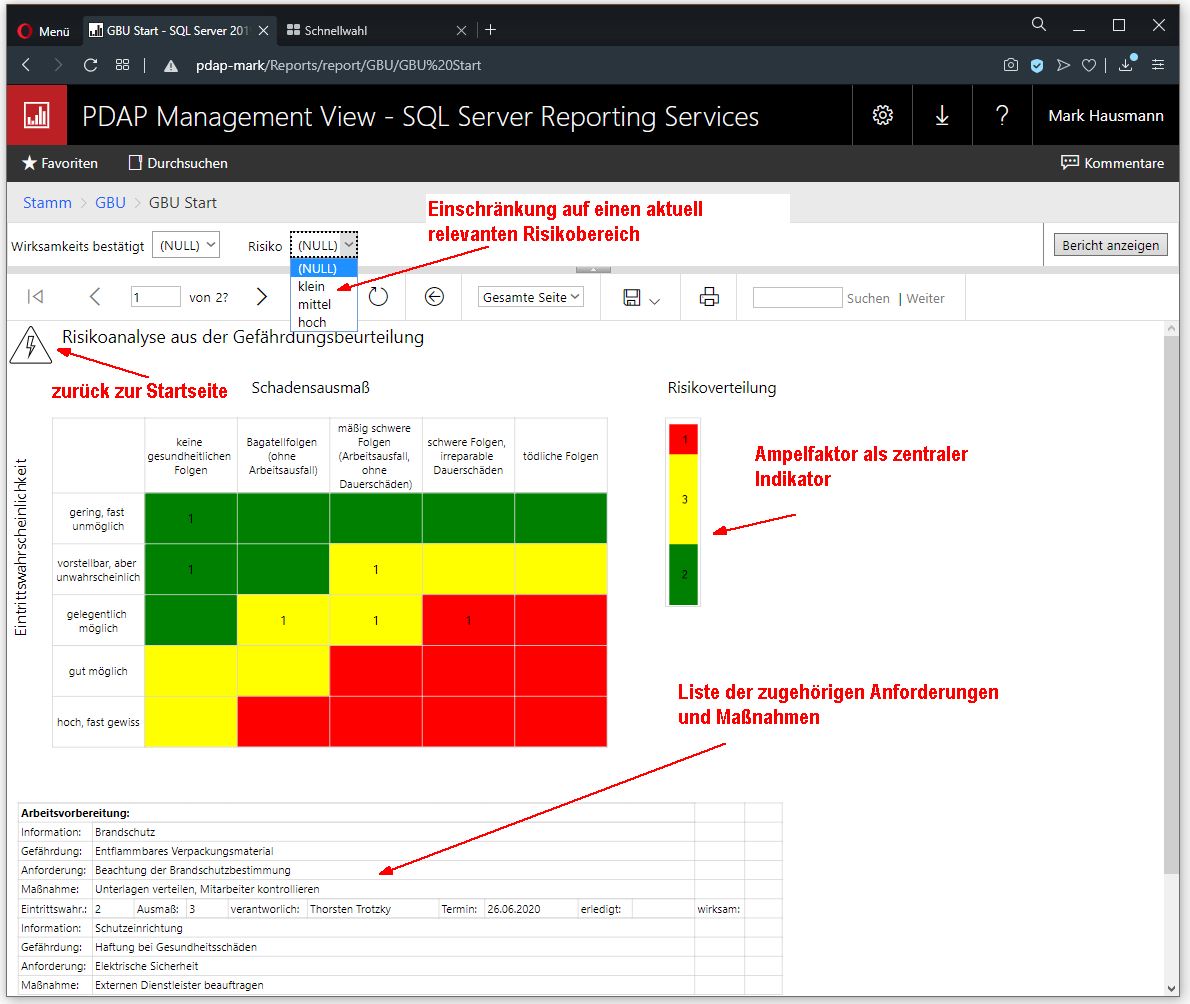 Menü
GBU Start - SQL Server 201
Schnellwahl
pdap-mark/Reports/report/GBU/GBU%20Start
PDAP Management View - SQL Server Reporting Services
?
Mark Hausmann
Favoriten
Durchsuchen
Kommentare
Stamm > GBU > GBU Start
Einschränkung auf einen aktuell
relevanten Risikobereich
Wirksamkeits bestätigt
(NULL)
Risiko
(NULL)
Bericht anzeigen
(NULL)
klein
mittel
hoch
1
von 2?
Gesamte Seite
Suchen | Weiter
Risikoanalyse aus der Gefährdungsbeurteilung
zurück zur Startseite
Schadensausmaß
Risikoverteilung
Eintrittswahrscheinlichkeit
keine
gesundheitlichen
Folgen
Bagatellfolgen
(ohne
Arbeitsausfall)
mäßig schwere
Folgen
(Arbeitsausfall,
ohne
Dauerschäden)
schwere Folgen,
irreparable
Dauerschäden
tödliche Folgen
gering, fast
unmöglich
1
vorstellbar, aber
unwahrscheinlich
1
1
gelegentlich
möglich
1
1
1
gut möglich
hoch, fast gewiss
1
3
2
Ampelfaktor als zentraler
Indikator
Liste der zugehörigen Anforderungen
und Maßnahmen
Arbeitsvorbereitung:
Information: Brandschutz
Gefährdung: Entflammbares Verpackungsmaterial
Anforderung: Beachtung der Brandschutzbestimmung
Maßnahme: Unterlagen verteilen, Mitarbeiter kontrollieren
Eintrittswahr.: 2 Ausmaß: 3 verantworlich: Thorsten Trotzky Termin: 26.06.2020 erledigt: wirksam:
Information: Schutzeinrichtung
Gefährdung: Haftung bei Gesundheitsschäden
Anforderung: Elektrische Sicherheit
Maßnahme: Externen Dienstleister beauftragen